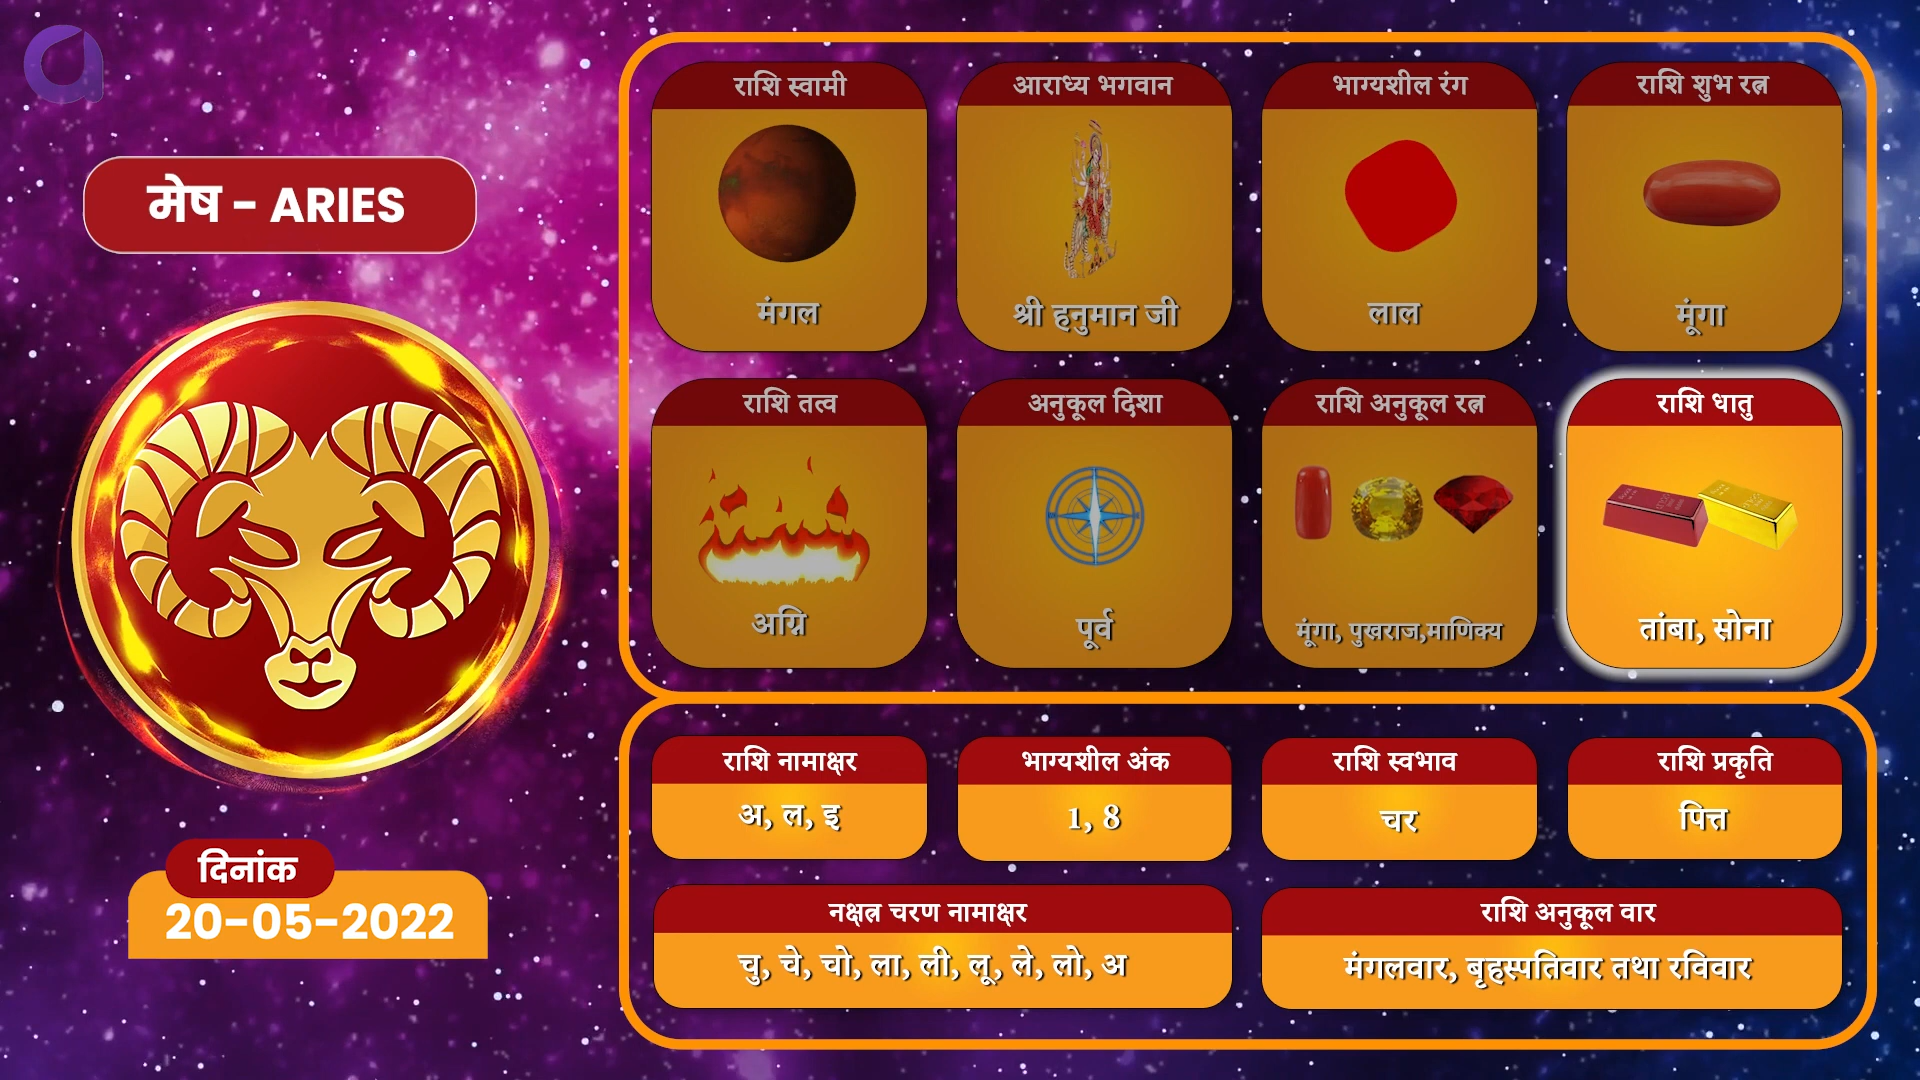 मेष - ARIES
दिनांक
20-05-2022
राशि स्वामी
मंगल
आराध्य भगवान
श्री हनुमान जी
भाग्यशील रंग
लाल
राशि शुभ रत्न
मूंगा
राशि तत्व
अग्नि
अनुकूल दिशा
पूर्व
राशि अनुकूल रत्न
मूंगा, पुखराज,माणिक्य
राशि धातु
तांबा, सोना
राशि नामाक्षर
अ, ल, इ
भाग्यशील अंक
1, 8
राशि स्वभाव
चर
राशि प्रकृति
पित्त
नक्षत्र चरण नामाक्षर
चु, चे, चो, ला, ली, लू, ले, लो, अ
राशि अनुकूल वार
मंगलवार, बृहस्पतिवार तथा रविवार